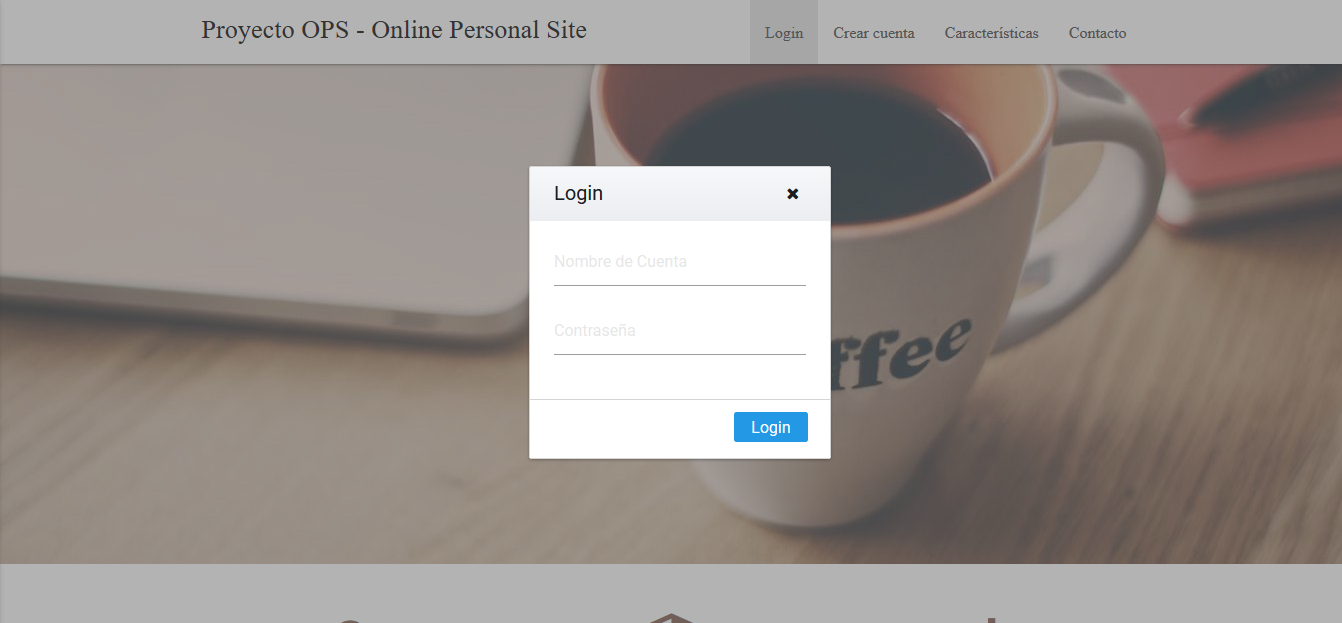 Proyecto OPS - Online Personal Site
Login Crear cuenta Características Contacto
Login
Nombre de Cuenta
Contraseña
ffee
Login